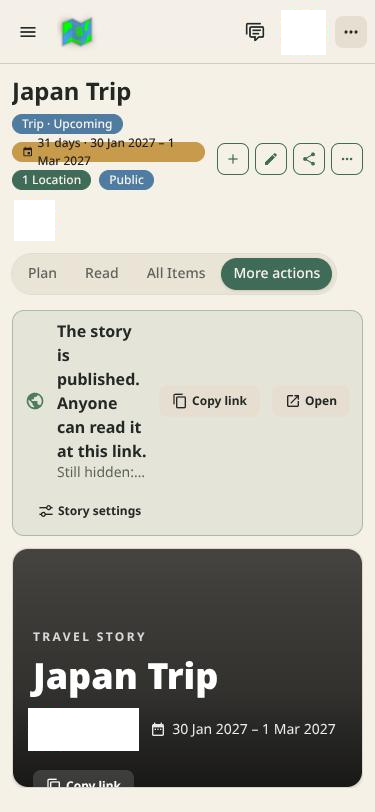 Japan Trip
Trip · Upcoming
31 days · 30 Jan 2027 – 1
Mar 2027
1 Location
Public
Plan
Read
All Items
More actions
The story
is
published.
Anyone
can read it
at this link.
Still hidden:...
Copy link
Open
Story settings
TRAVEL STORY
Japan Trip
30 Jan 2027 – 1 Mar 2027
Copy link